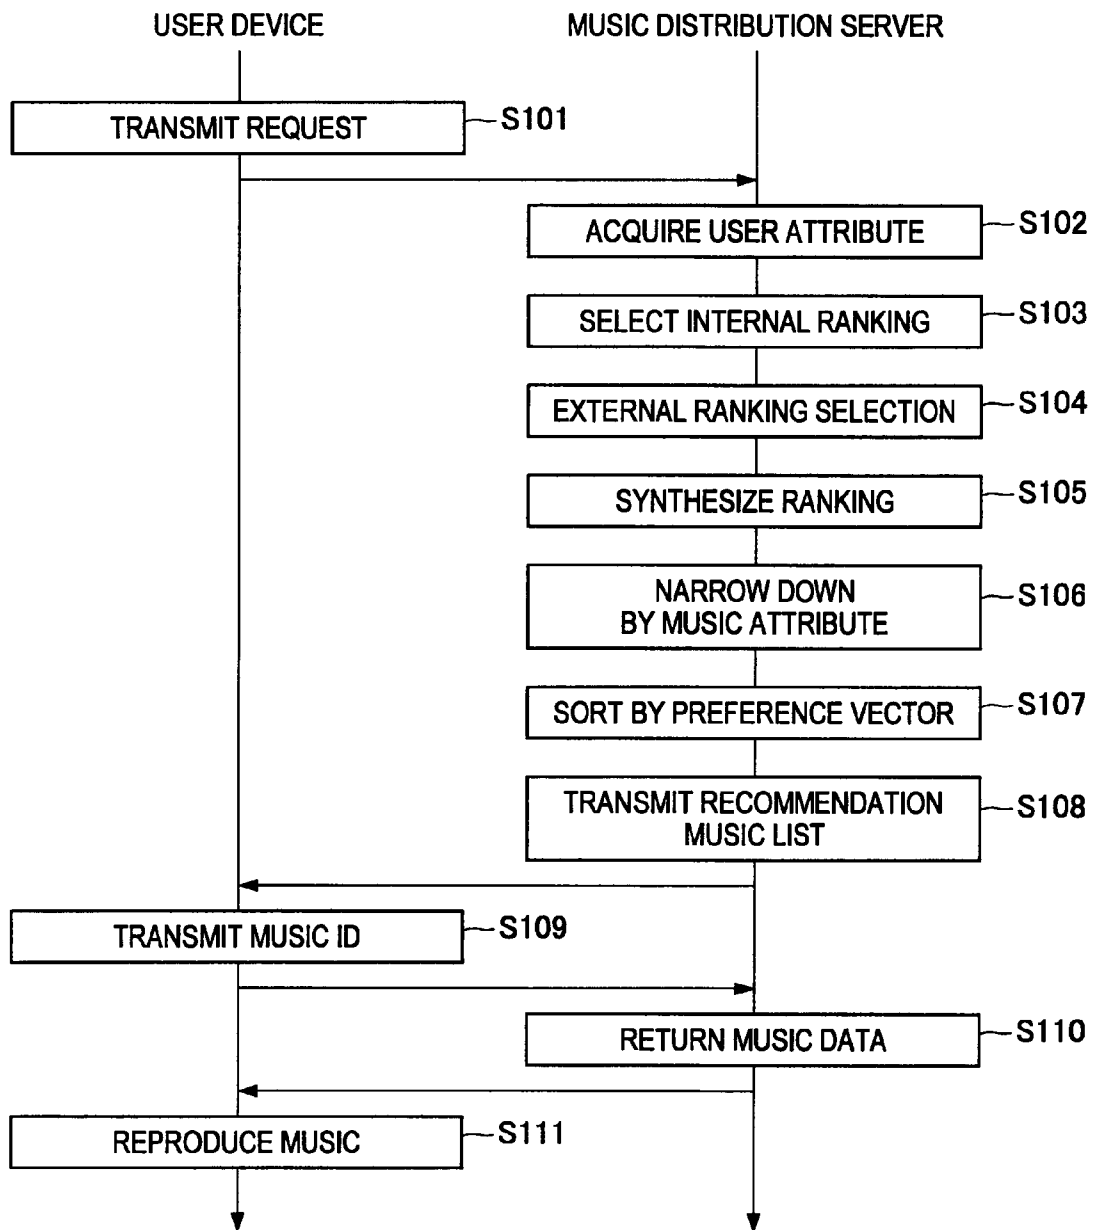 USER DEVICE
MUSIC DISTRIBUTION SERVER
TRANSMIT REQUEST
S101
ACQUIRE USER ATTRIBUTE
S102
SELECT INTERNAL RANKING
S103
EXTERNAL RANKING SELECTION
S104
SYNTHESIZE RANKING
S105
NARROW DOWN
BY MUSIC ATTRIBUTE
S106
SORT BY PREFERENCE VECTOR
S107
TRANSMIT RECOMMENDATION
MUSIC LIST
S108
TRANSMIT MUSIC ID
S109
RETURN MUSIC DATA
S110
REPRODUCE MUSIC
S111